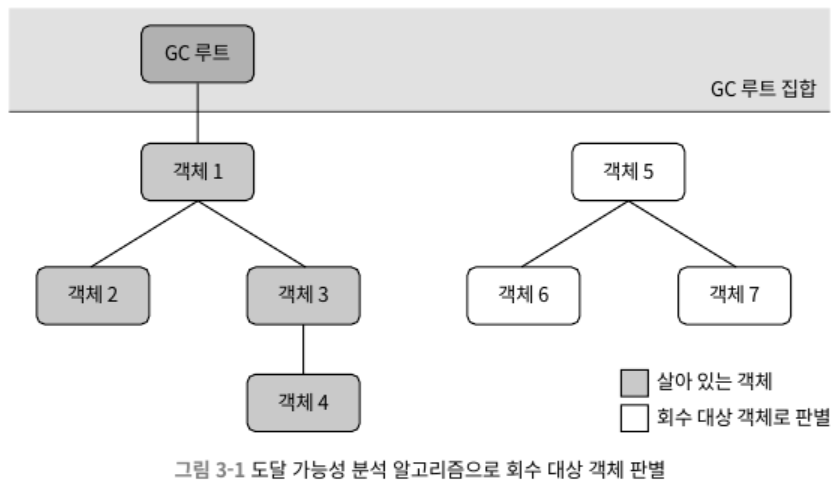 GC 루트
GC 루트 집합
객체 1
객체 5
객체 2
객체 3
객체 6
객체 7
객체 4
살아 있는 객체
회수 대상 객체로 판별
그림 3-1 도달 가능성 분석 알고리즘으로 회수 대상 객체 판별